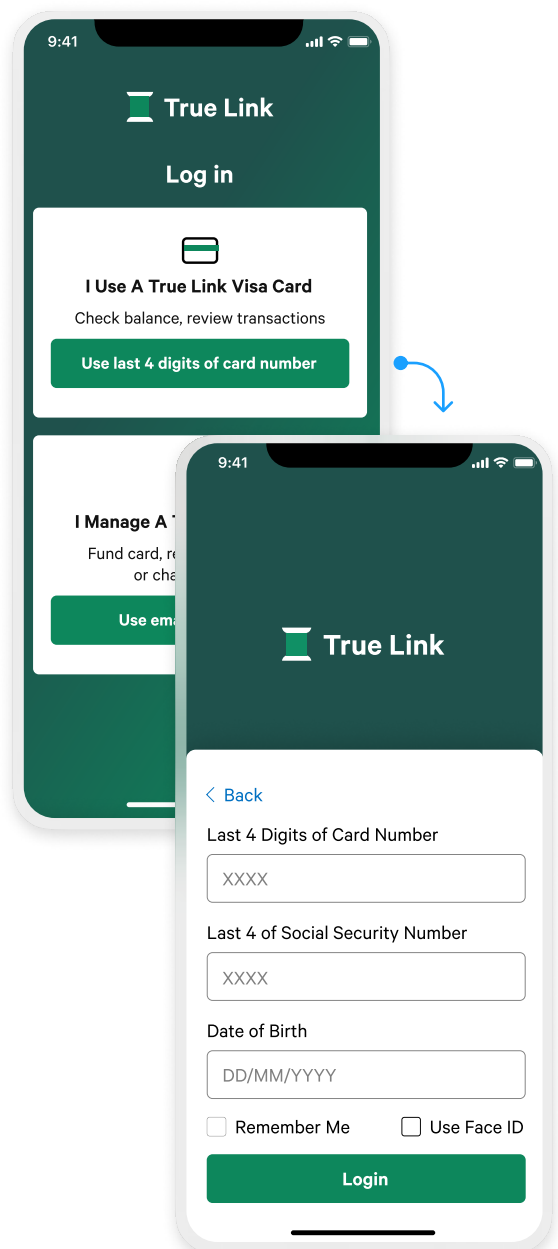 9:41
True Link
Log in
I Use A True Link Visa Card
Check balance, review transactions
Use last 4 digits of card number
I Manage A
Fund card,
or
Use
9:41
True Link
Back
Last 4 Digits of Card Number
XXXX
Last 4 of Social Security Number
XXXX
Date of Birth
DD/MM/YYYY
Remember Me
Use Face ID
Login